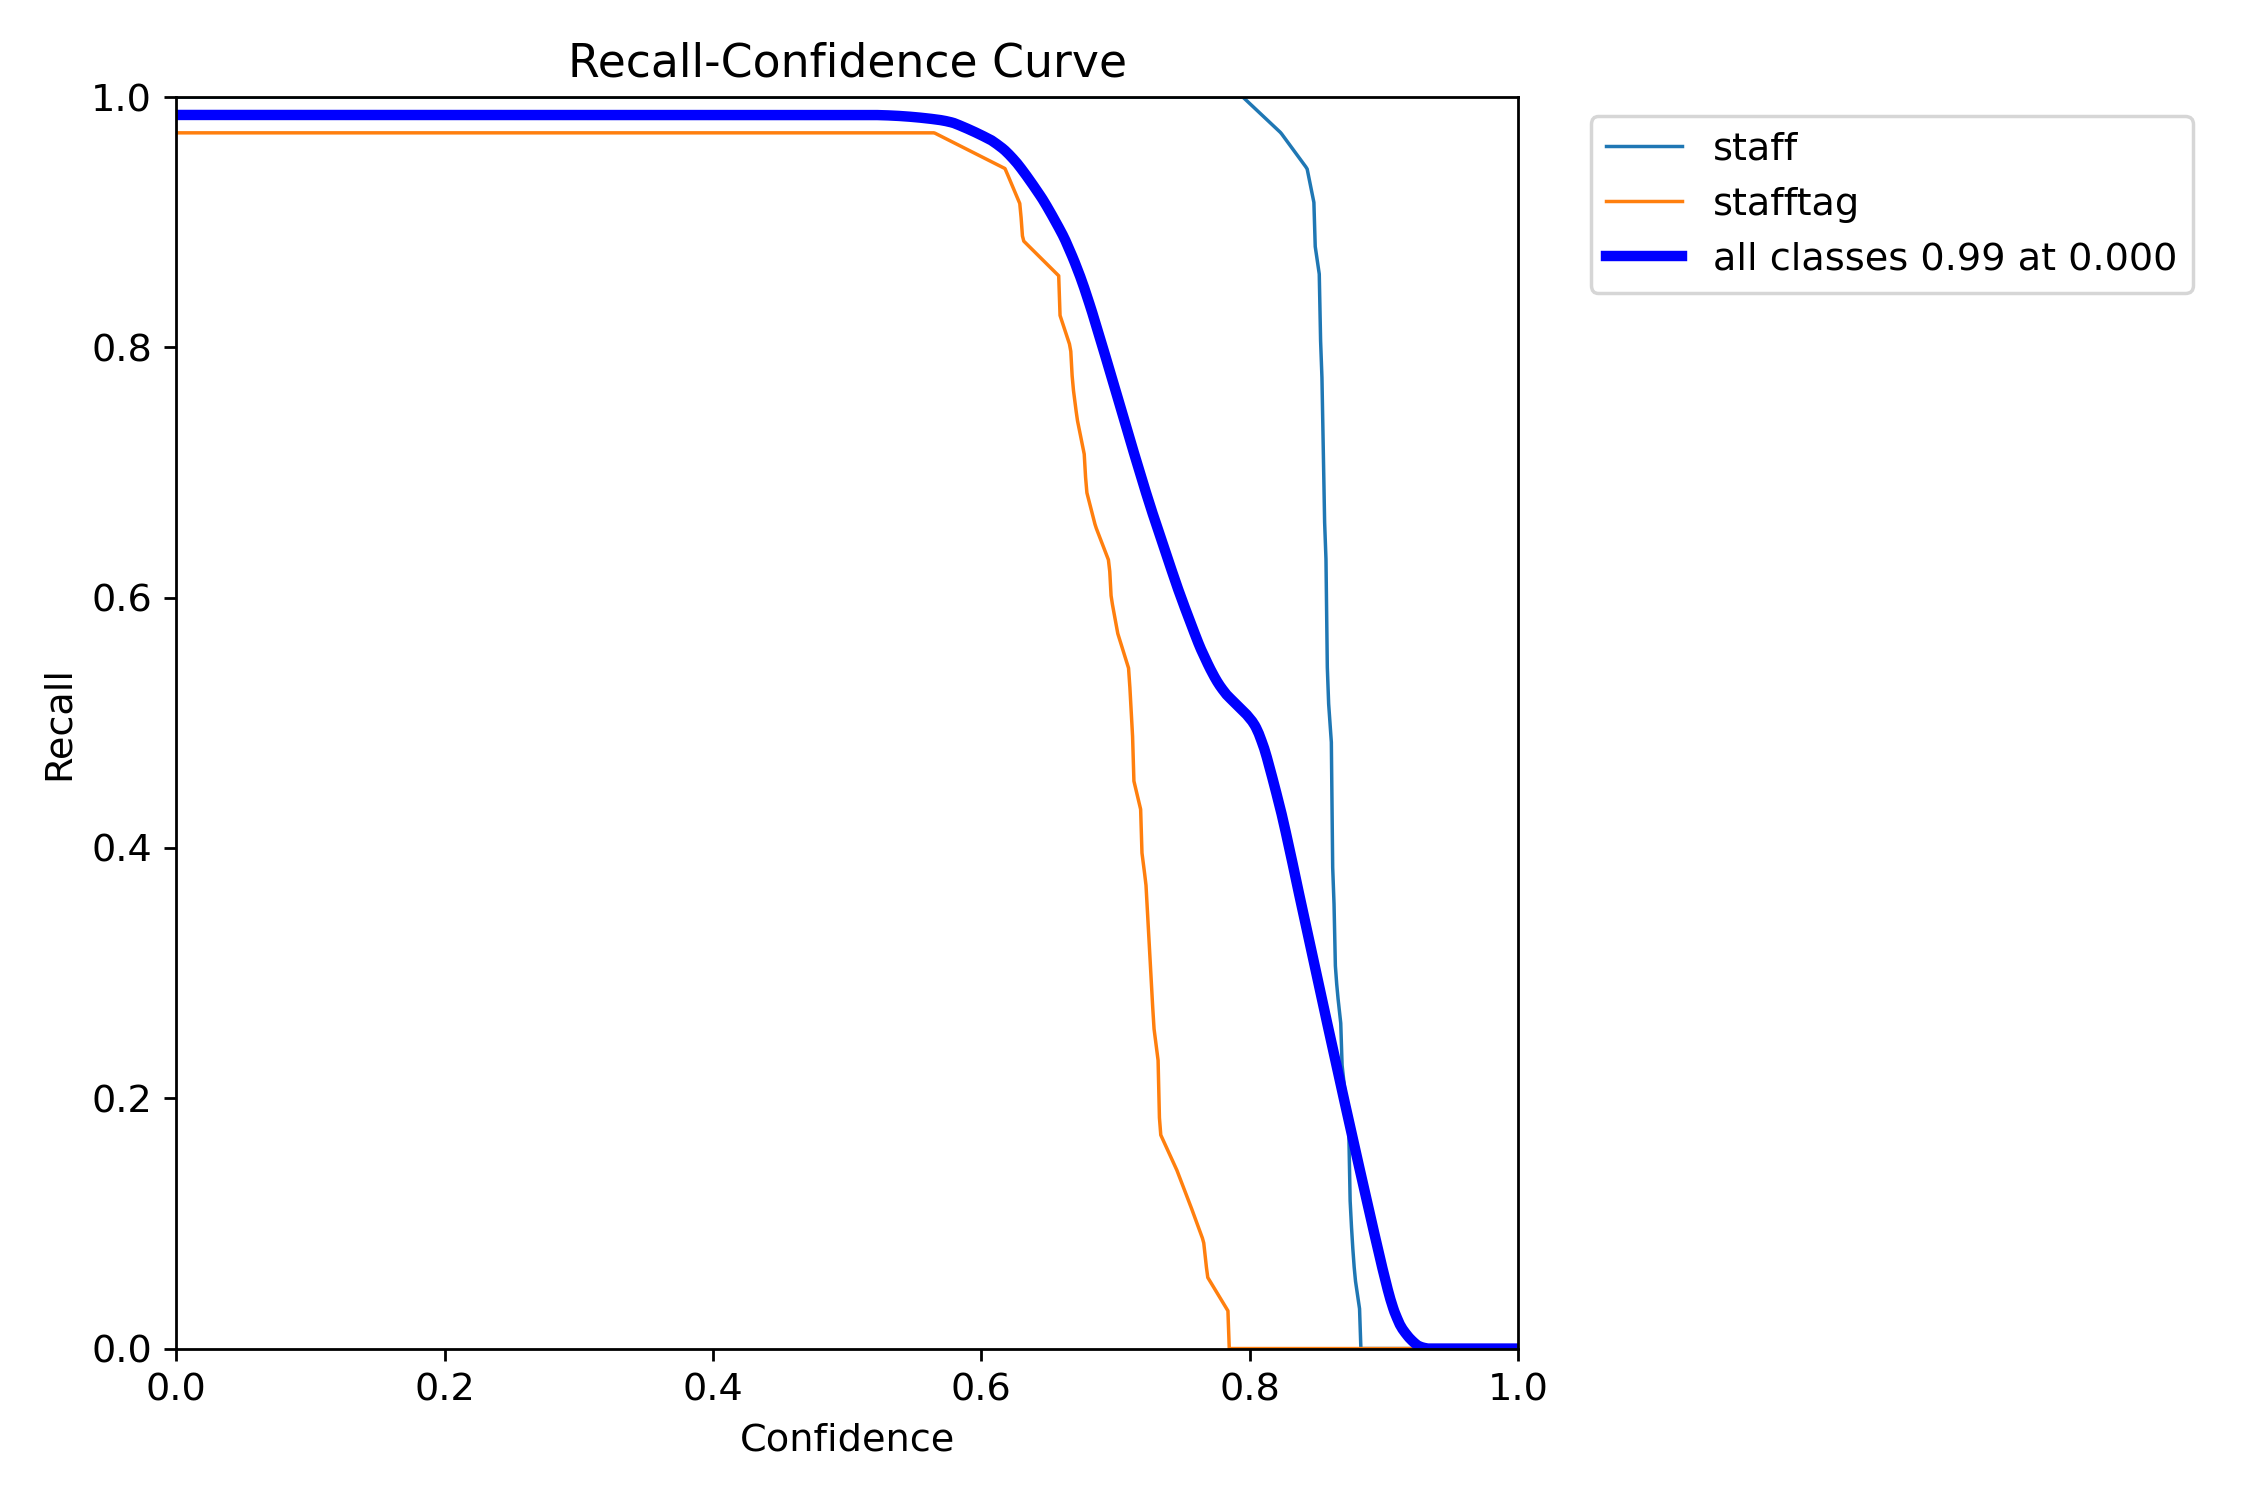 Recall-Confidence Curve
1.0
0.8
0.6
0.4
0.2
0.0
Recall
0.0 0.2 0.4 0.6 0.8 1.0
Confidence
staff
stafftag
all classes 0.99 at 0.000